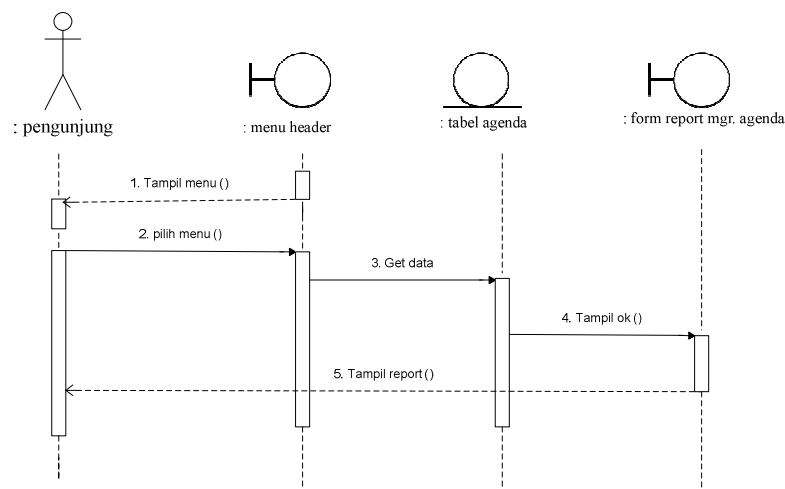 : pengunjung
: menu header
: tabel agenda
: form report mgr. agenda
1. Tampil menu ()
2. pilih menu ()
3. Get data
4. Tampil ok ()
5. Tampil report ()